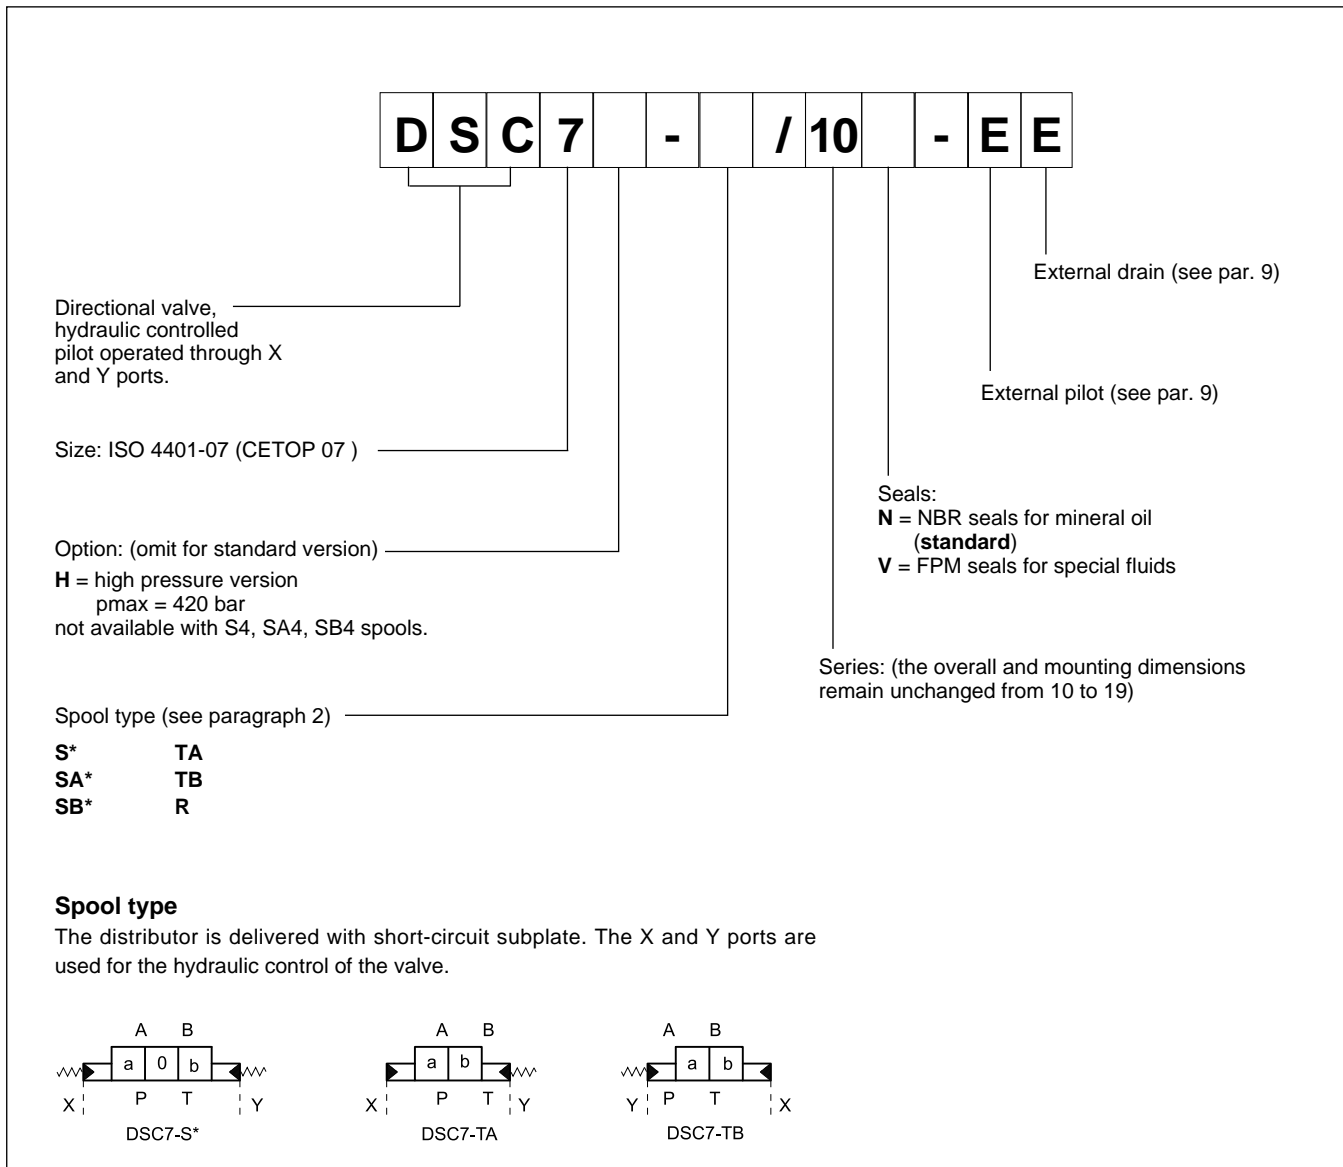 DSC7 - /10 - EE
External drain (see par. 9)
Directional valve,
hydraulic controlled
pilot operated through X
and Y ports.
External pilot (see par. 9)
Size: ISO 4401-07 (CETOP 07 )
Seals:
N = NBR seals for mineral oil
(standard)
V = FPM seals for special fluids
Option: (omit for standard version)
H = high pressure version
pmax = 420 bar
not available with S4, SA4, SB4 spools.
Series: (the overall and mounting dimensions
remain unchanged from 10 to 19)
Spool type (see paragraph 2)
S* TA
SA* TB
SB* R
Spool type
The distributor is delivered with short-circuit subplate. The X and Y ports are
used for the hydraulic control of the valve.
A B
a 0 b
X P T Y
DSC7-S*
A B
a b
X P T Y
DSC7-TA
A B
a b
Y P T X
DSC7-TB